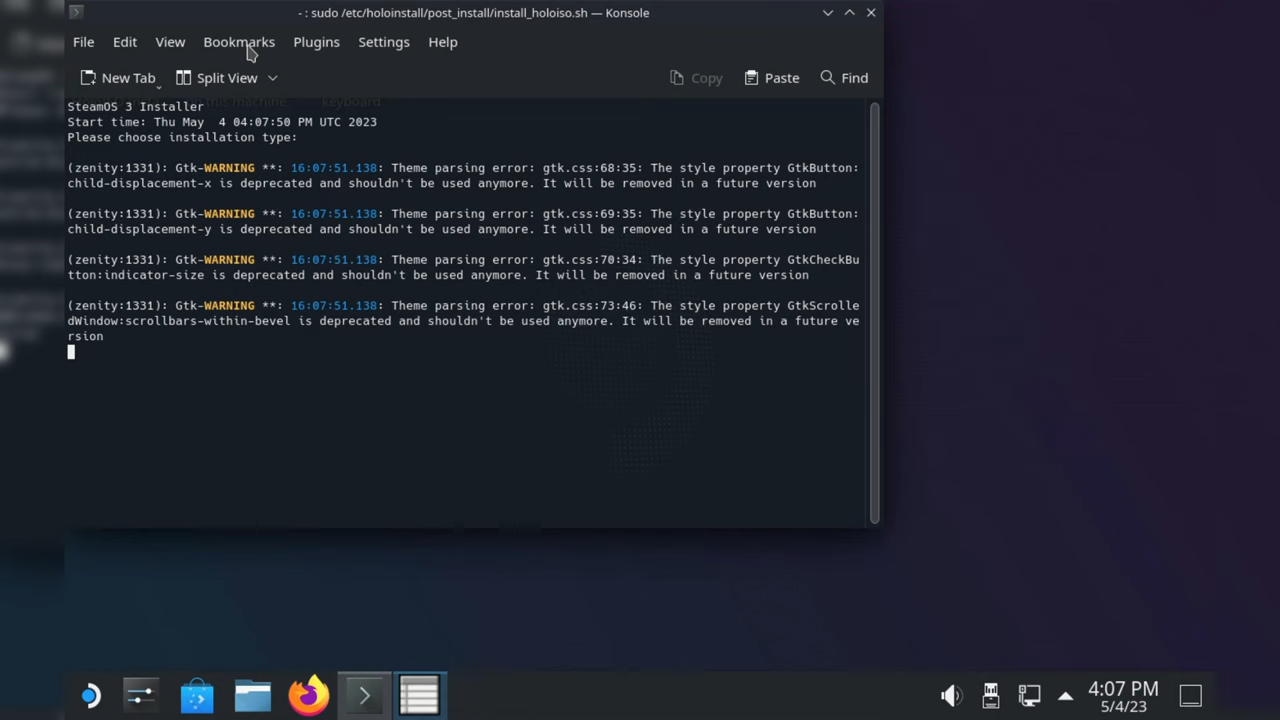 - : sudo /etc/holoinstall/post_install/install_holoiso.sh — Konsole
File Edit View Bookmarks Plugins Settings Help
New Tab Split View Copy Paste Find
this machine keyboard
SteamOS 3 Installer
Start time: Thu May  4 04:07:50 PM UTC 2023
Please choose installation type:
(zenity:1331): Gtk-WARNING **: 16:07:51.138: Theme parsing error: gtk.css:68:35: The style property GtkButton:
child-displacement-x is deprecated and shouldn't be used anymore. It will be removed in a future version
(zenity:1331): Gtk-WARNING **: 16:07:51.138: Theme parsing error: gtk.css:69:35: The style property GtkButton:
child-displacement-y is deprecated and shouldn't be used anymore. It will be removed in a future version
(zenity:1331): Gtk-WARNING **: 16:07:51.138: Theme parsing error: gtk.css:70:34: The style property GtkCheckBu
tton:indicator-size is deprecated and shouldn't be used anymore. It will be removed in a future version
(zenity:1331): Gtk-WARNING **: 16:07:51.138: Theme parsing error: gtk.css:73:46: The style property GtkScrolle
dWindow:scrollbars-within-bevel is deprecated and shouldn't be used anymore. It will be removed in a future ve
rsion
4:07 PM
5/4/23